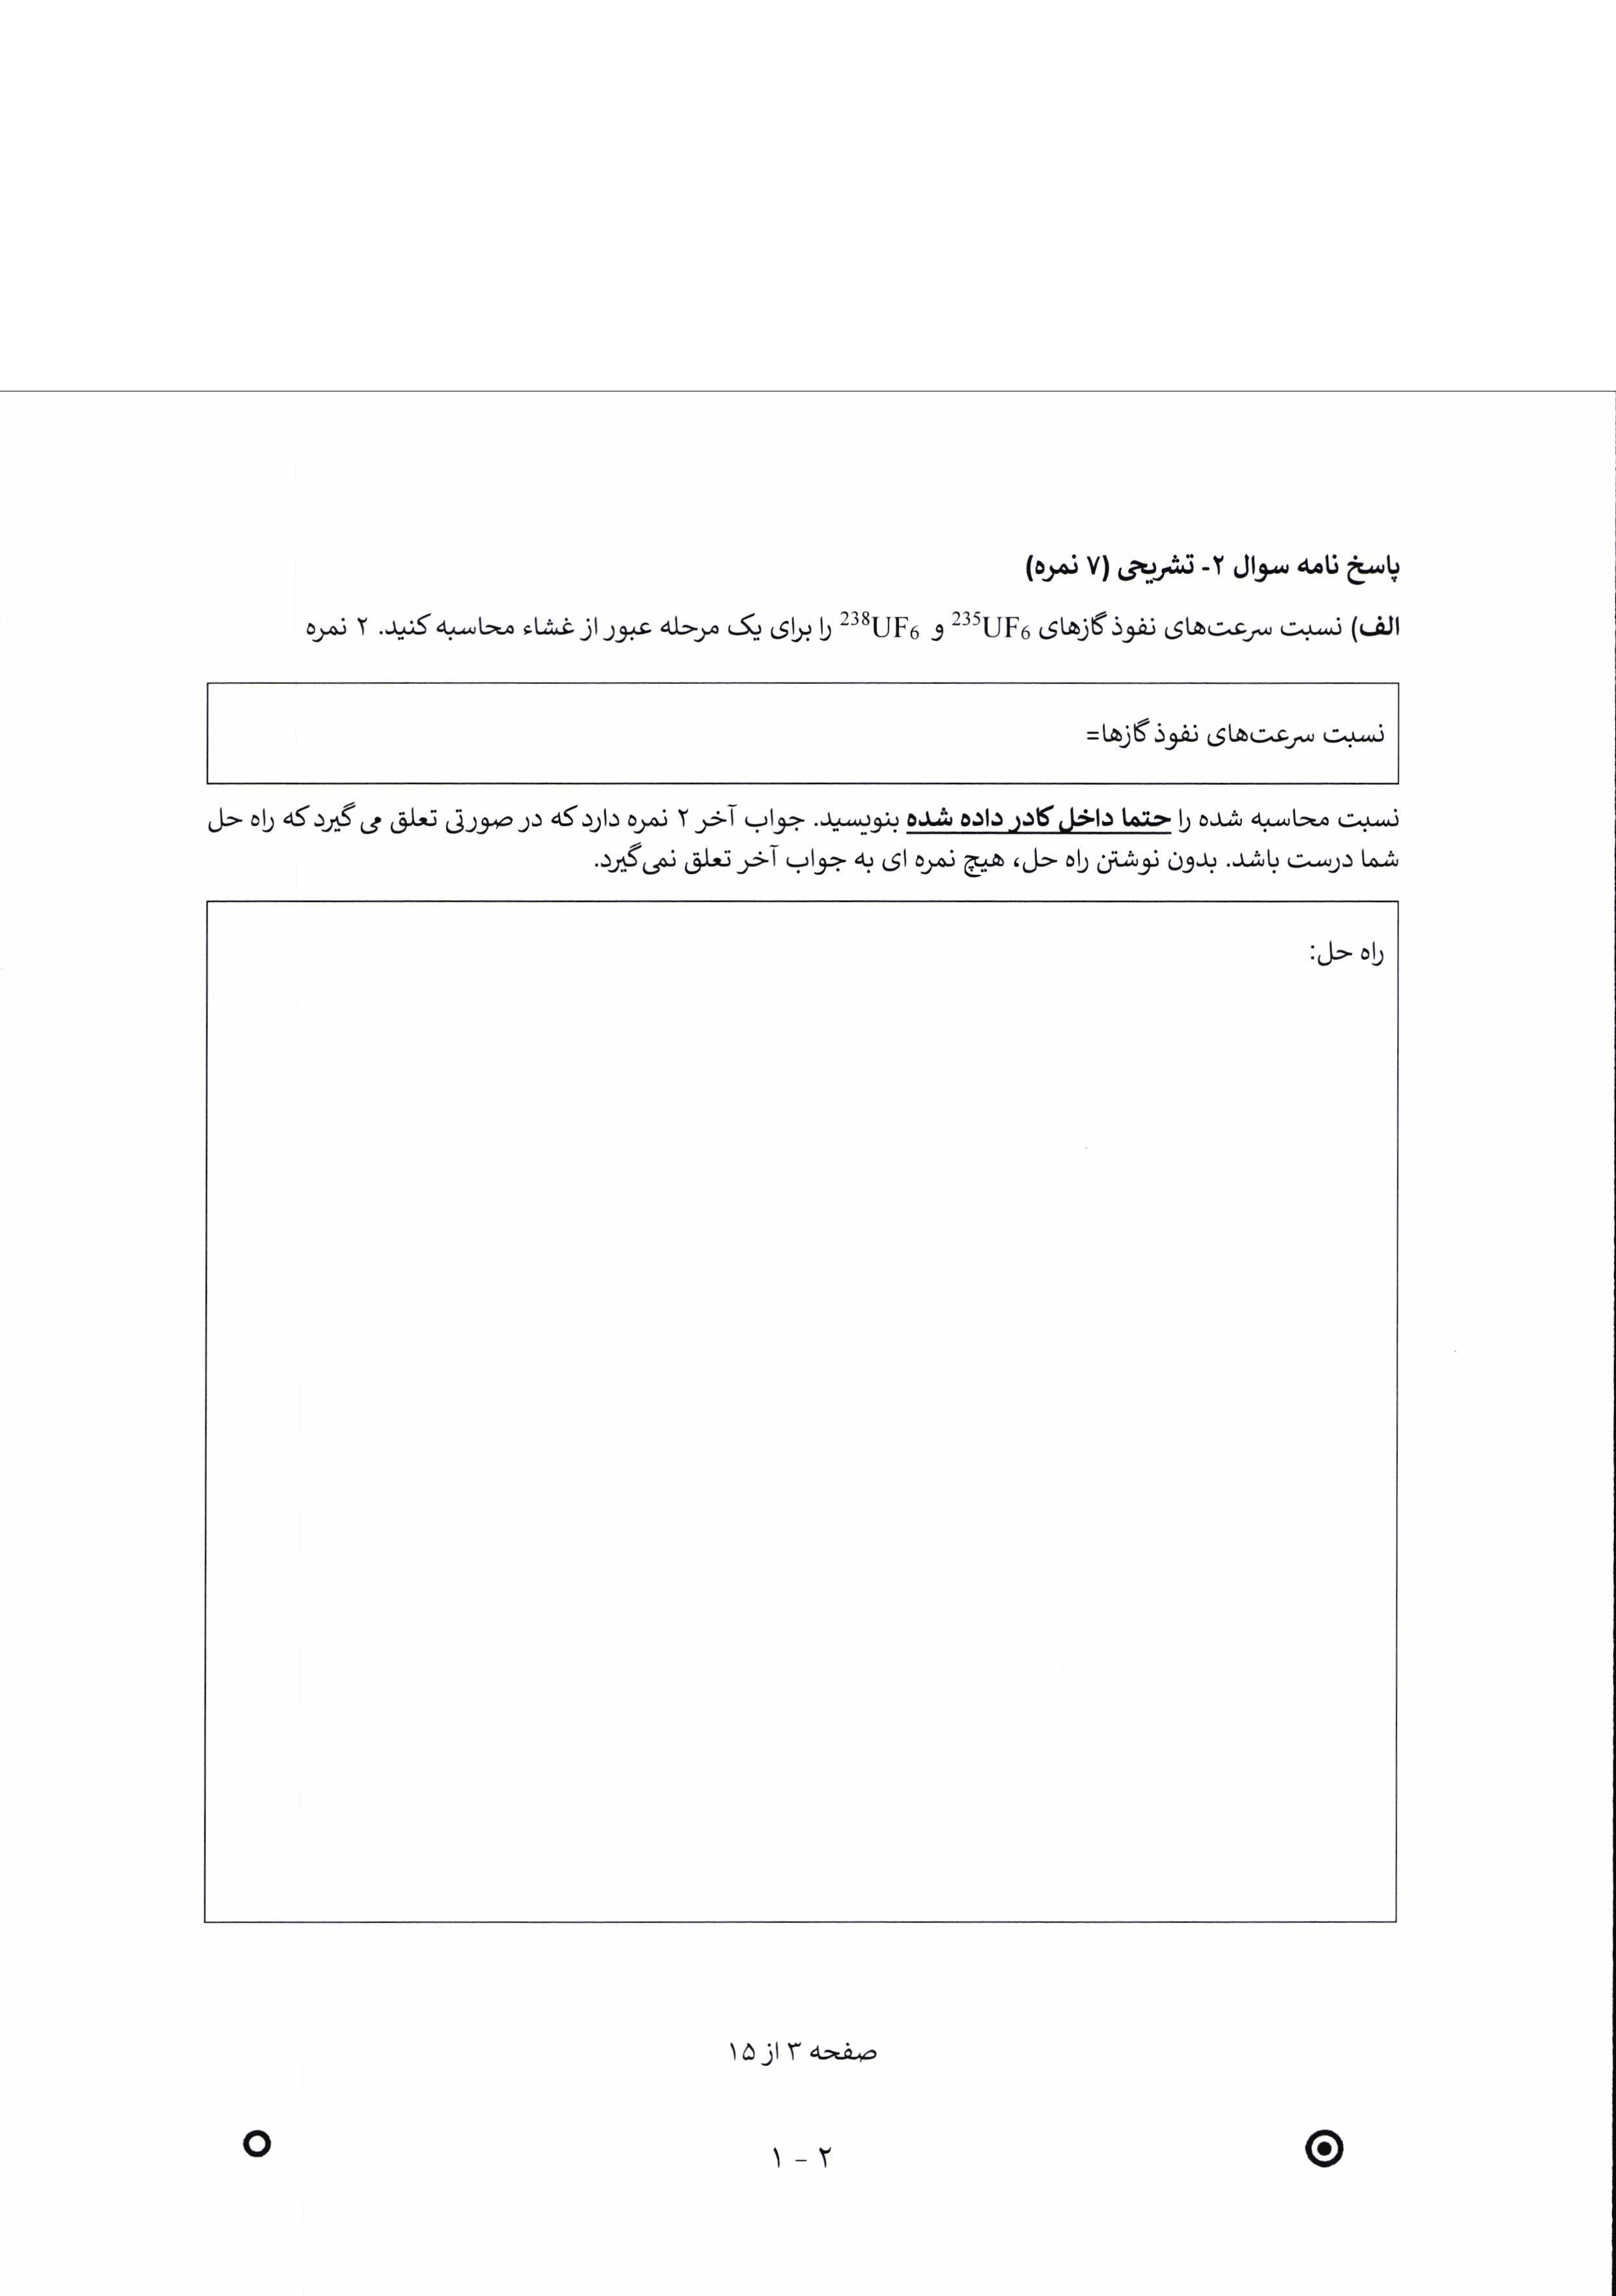 پاسخ نامه سوال ۲- تشریحی (۷ نمره)
الف) نسبت سرعت‌های نفوذ گازهای ²³⁵UF₆ و ²³⁸UF₆ را برای یک مرحله عبور از غشاء محاسبه کنید. ۲ نمره
نسبت سرعت‌های نفوذ گازها=
نسبت محاسبه شده را حتما داخل کادر داده شده بنویسید. جواب آخر ۲ نمره دارد که در صورتی تعلق می گیرد که راه حل
شما درست باشد. بدون نوشتن راه حل، هیچ نمره ای به جواب آخر تعلق نمی‌گیرد.
راه حل:
صفحه ۳ از ۱۵
۲ - ۱